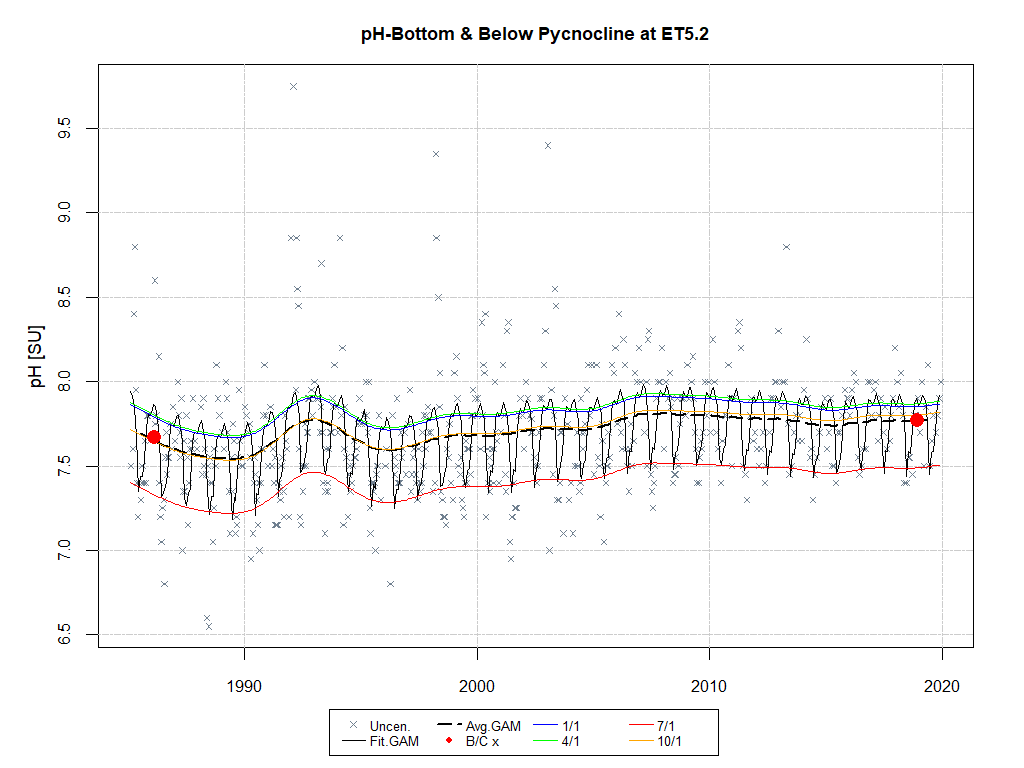 pH-Bottom & Below Pycnocline at ET5.2
pH [SU]
9.5
9.0
8.5
8.0
7.5
7.0
6.5
1990 2000 2010 2020
Uncen. Avg.GAM 1/1 7/1
Fit.GAM B/C x 4/1 10/1